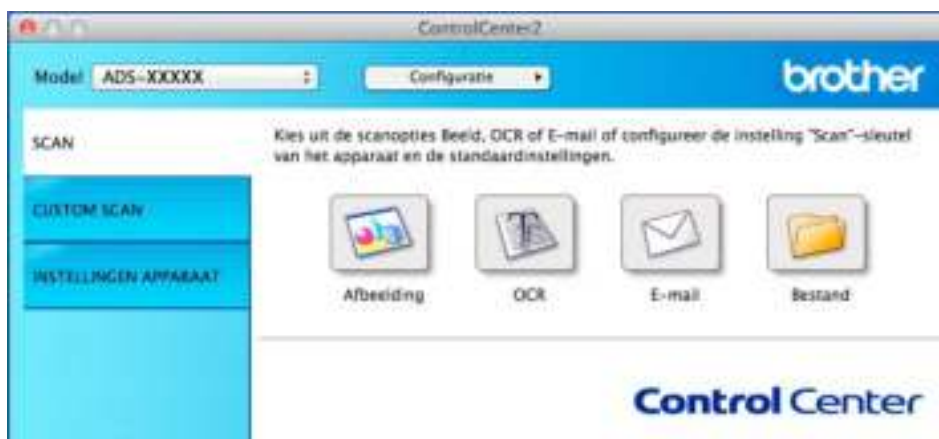 ControlCenter2
Model ADS-XXXXX Configuratie
brother
SCAN
CUSTOM SCAN
INSTELLINGEN APPARAAT
Kies uit de scanopties Beeld, OCR of E-mail of configureer de instelling "Scan"-sleutel
van het apparaat en de standaardinstellingen.
Afbeelding OCR E-mail Bestand
Control Center